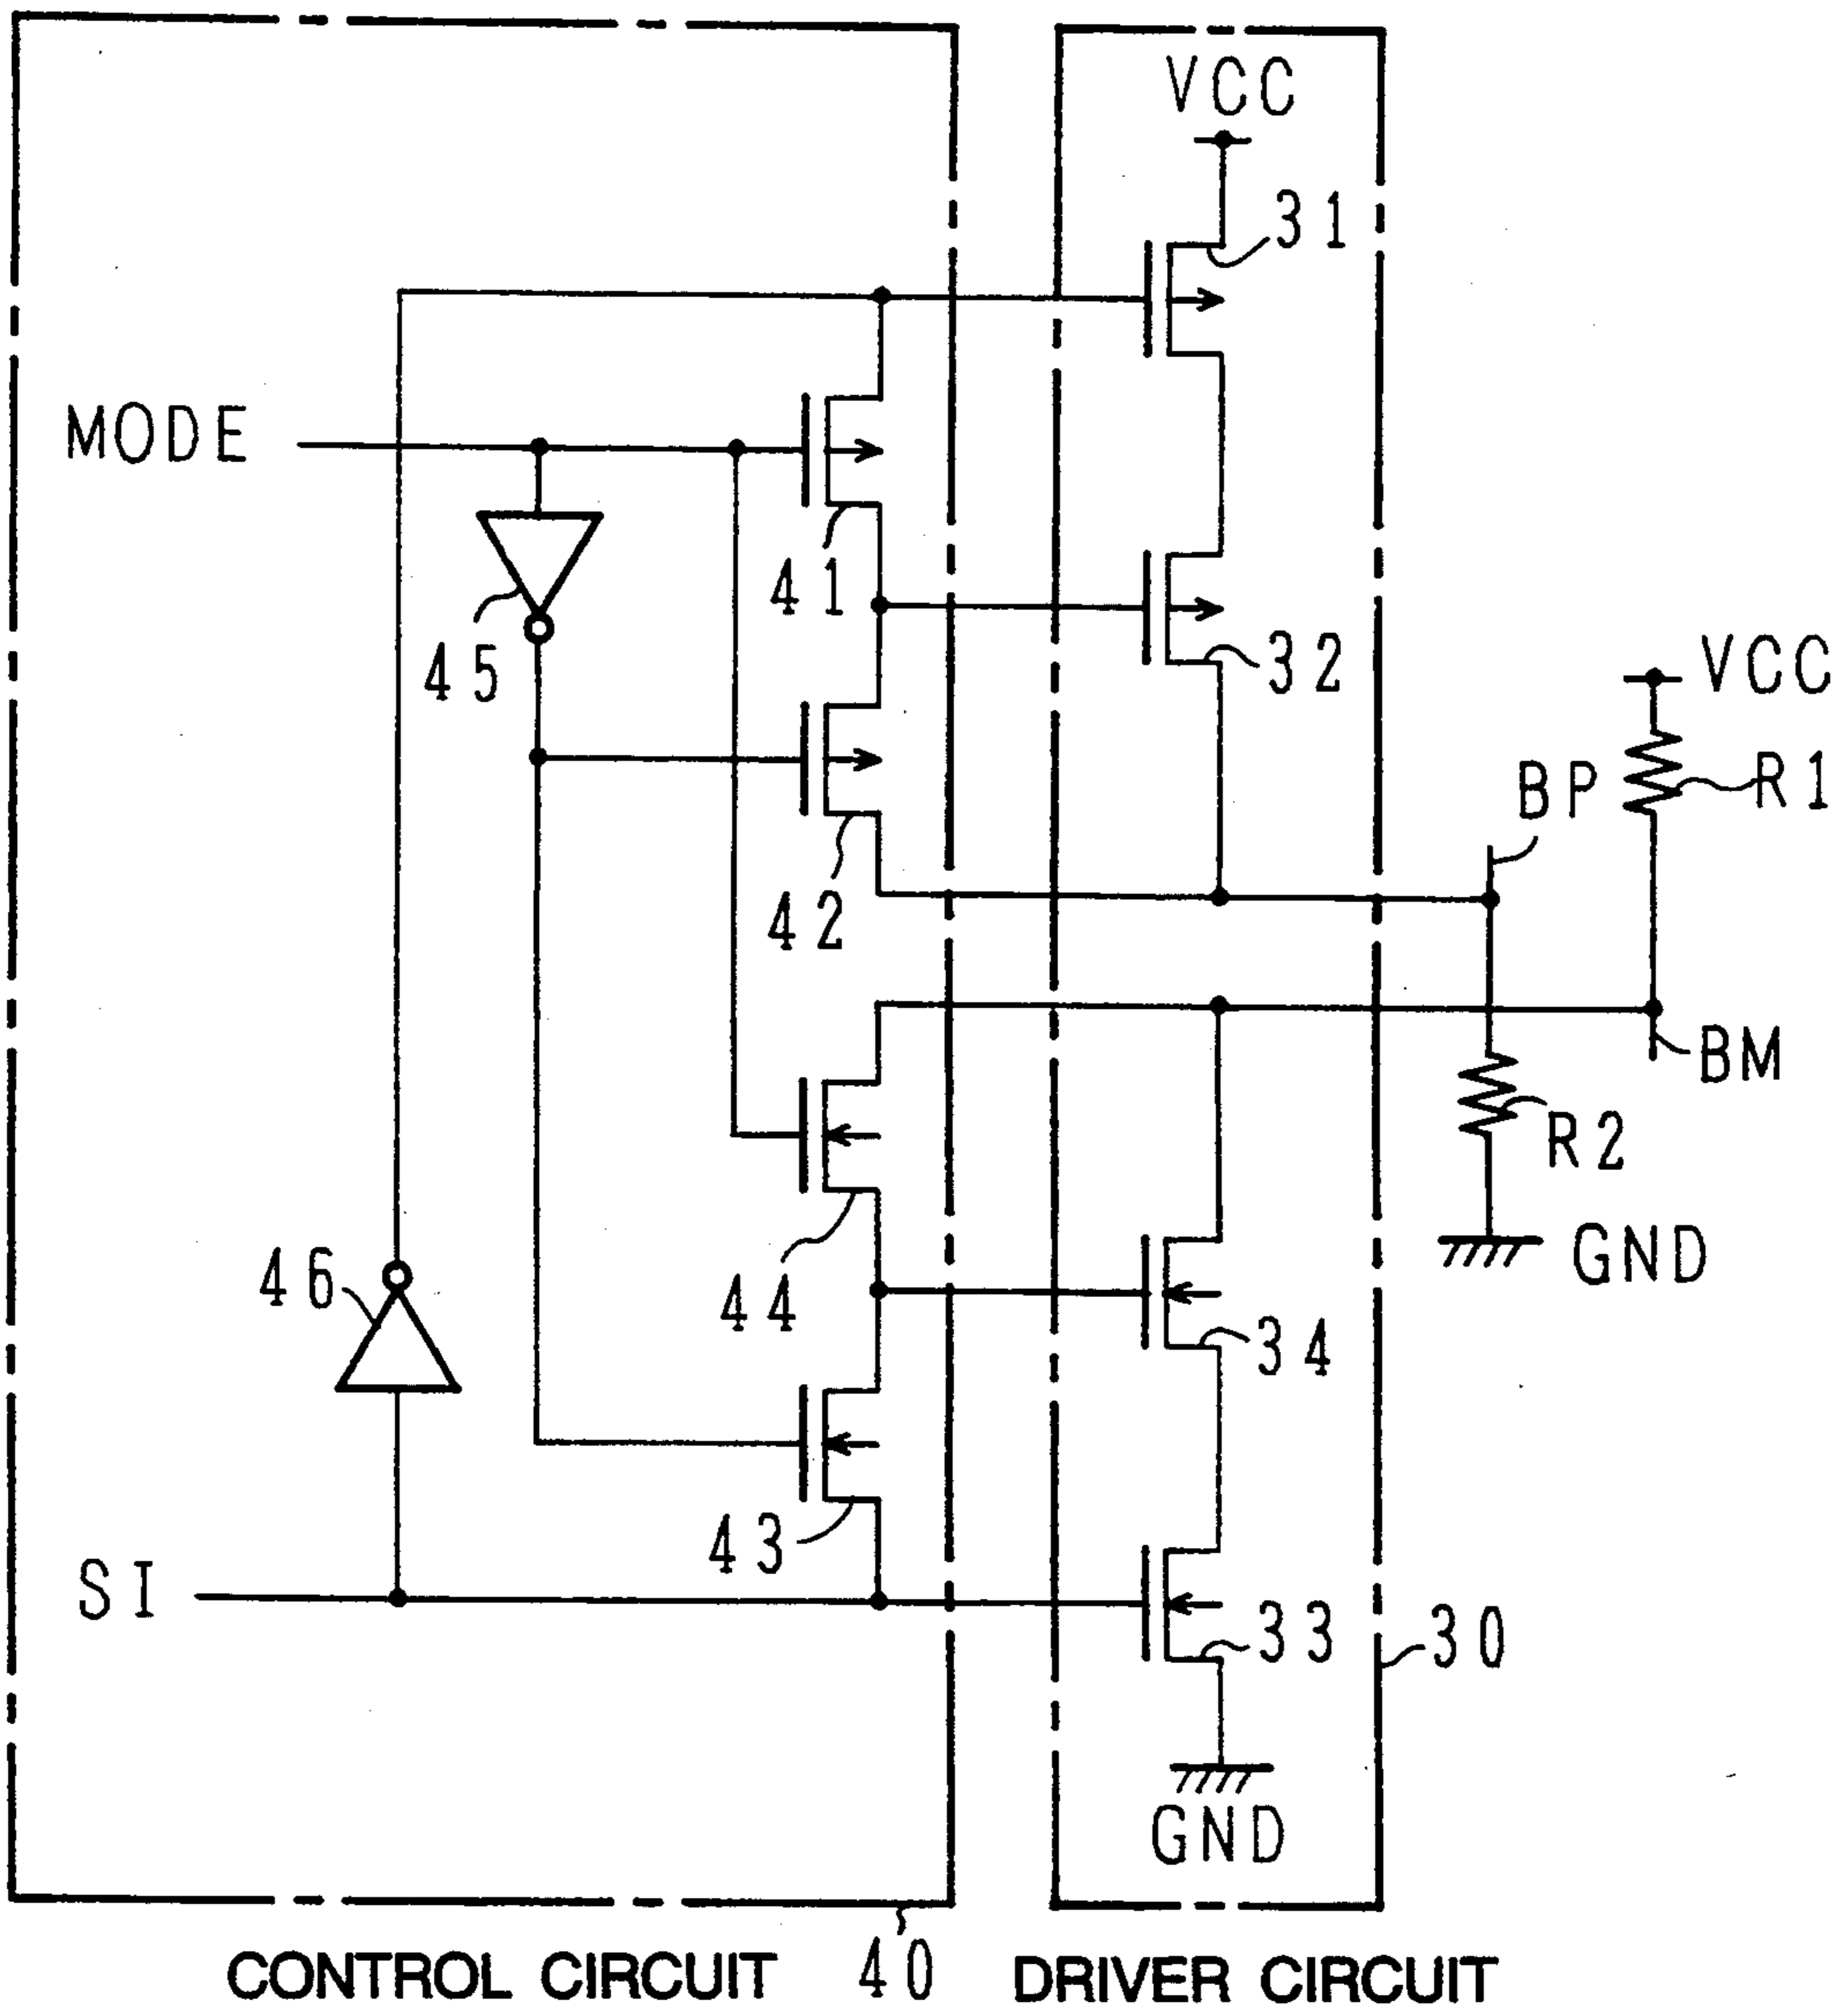 VCC
31
MODE
41
45
32
VCC
BP
R1
42
BM
R2
46
44
GND
34
43
SI
33
30
GND
40
CONTROL CIRCUIT
DRIVER CIRCUIT